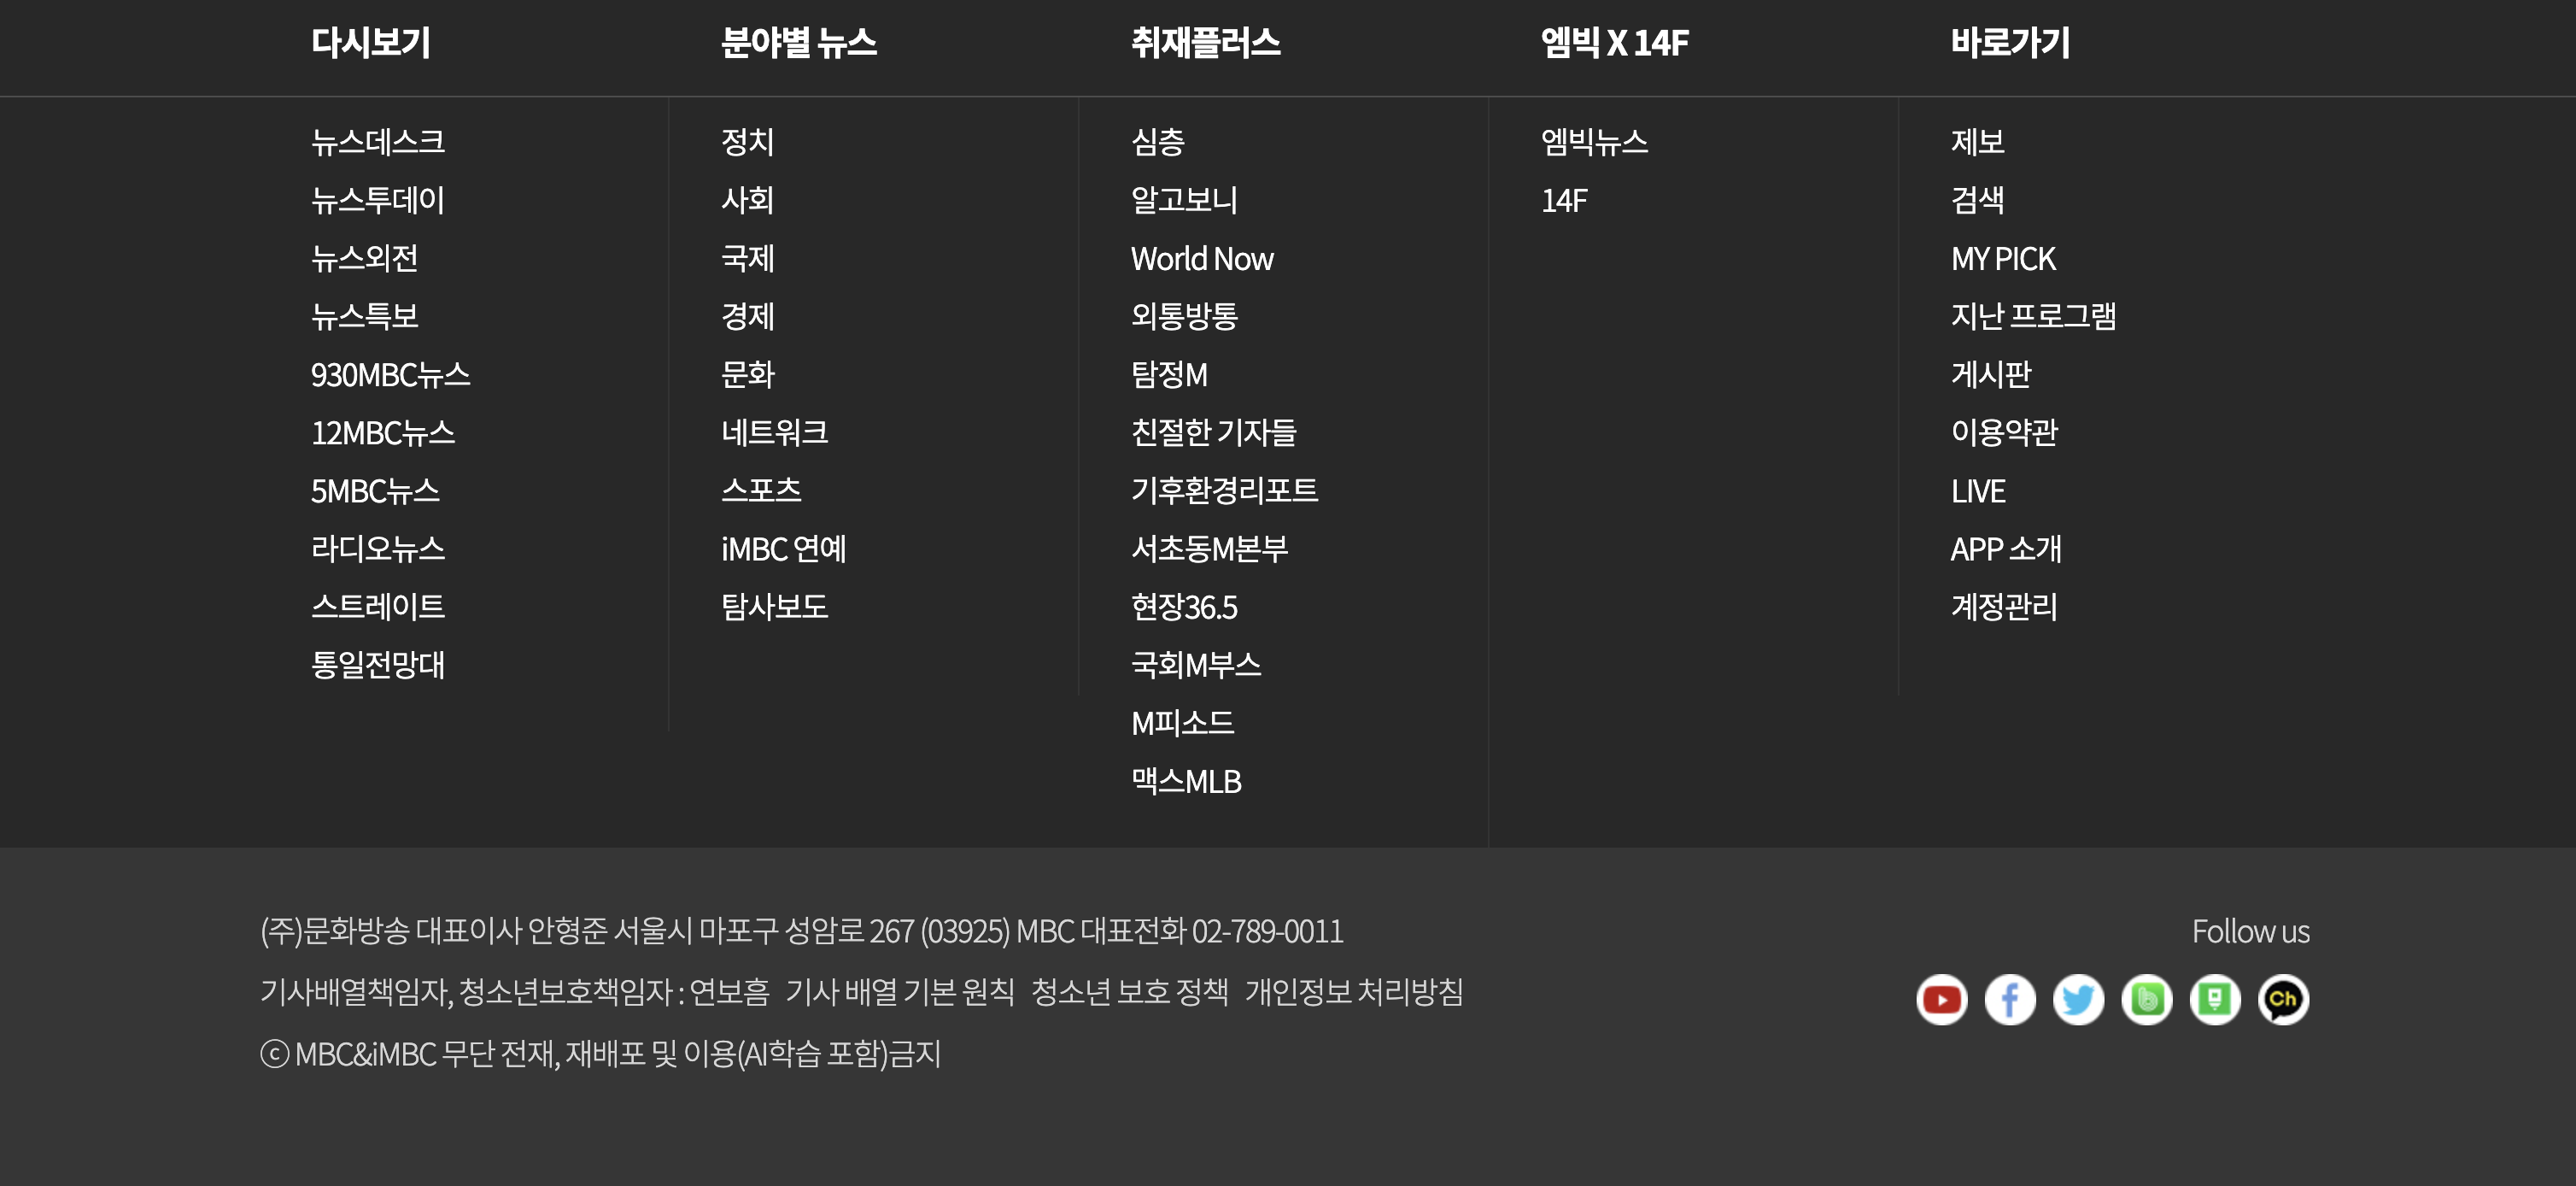 다시보기
뉴스데스크
뉴스투데이
뉴스외전
뉴스특보
930MBC뉴스
12MBC뉴스
5MBC뉴스
라디오뉴스
스트레이트
통일전망대
분야별 뉴스
정치
사회
국제
경제
문화
네트워크
스포츠
iMBC 연예
탐사보도
취재플러스
심층
알고보니
World Now
외통방통
탐정M
친절한 기자들
기후환경리포트
서초동M본부
현장36.5
국회M부스
M피소드
맥스MLB
엠빅 X 14F
엠빅뉴스
14F
바로가기
제보
검색
MY PICK
지난 프로그램
게시판
이용약관
LIVE
APP 소개
계정관리
(주)문화방송 대표이사 안형준 서울시 마포구 성암로 267 (03925) MBC 대표전화 02-789-0011
기사배열책임자, 청소년보호책임자 : 연보흠 기사 배열 기본 원칙 청소년 보호 정책 개인정보 처리방침
ⓒ MBC&iMBC 무단 전재, 재배포 및 이용(AI학습 포함)금지
Follow us
Ch